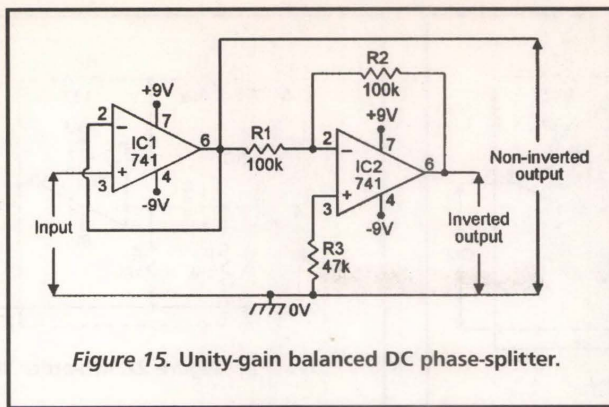 R2
100k
+9V
2
7
IC1
741
6
3
4
-9V
R1
100k
+9V
2
7
IC2
741
6
3
4
-9V
Non-inverted
output
Input
R3
47k
Inverted
output
0V
Figure 15. Unity-gain balanced DC phase-splitter.